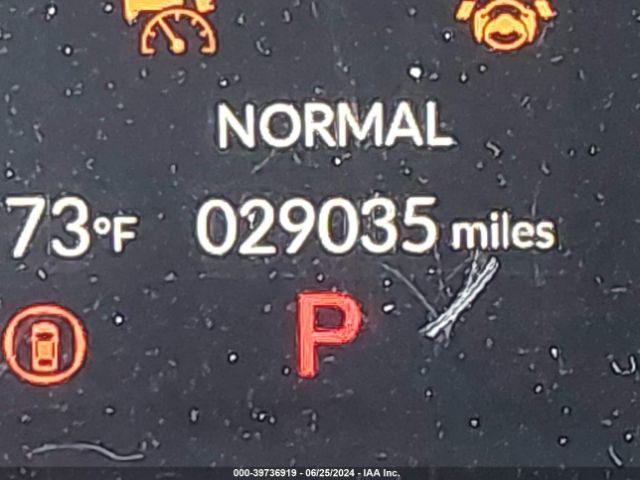 NORMAL
73°F 029035 miles
P
000-39736919 - 06/25/2024 - IAA Inc.